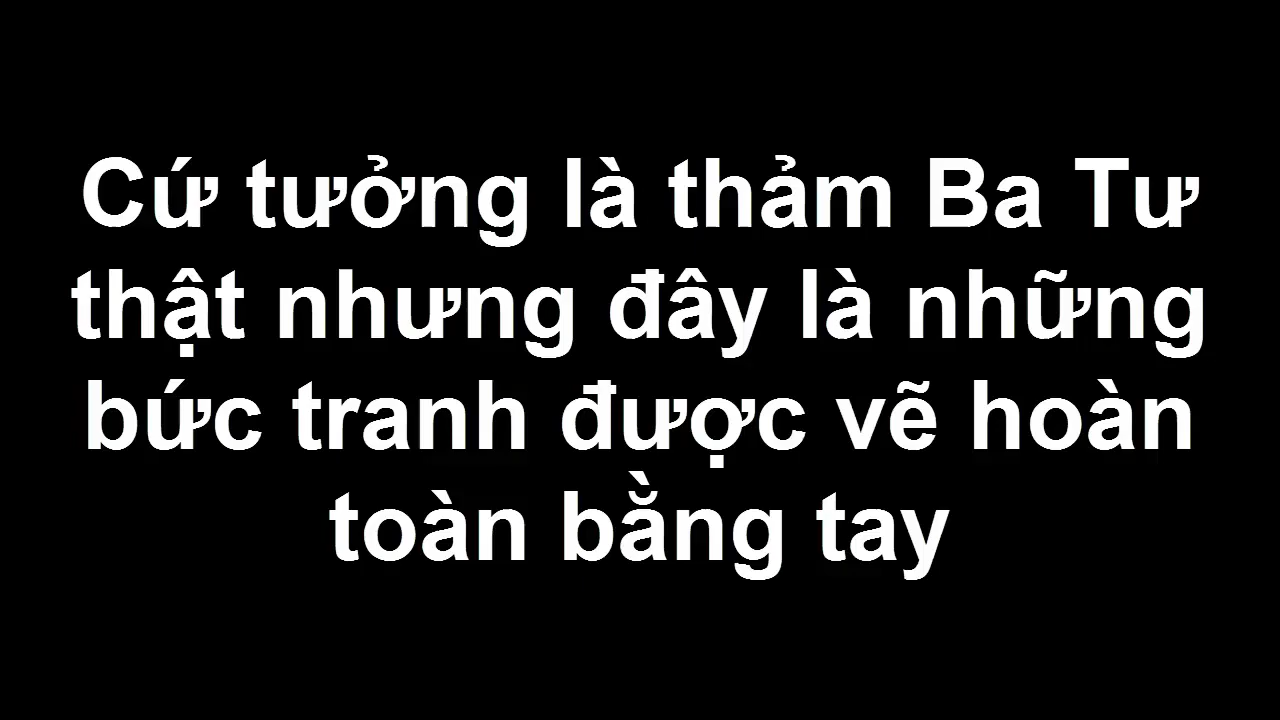 Cứ tưởng là thảm Ba Tư
thật nhưng đây là những
bức tranh được vẽ hoàn
toàn bằng tay